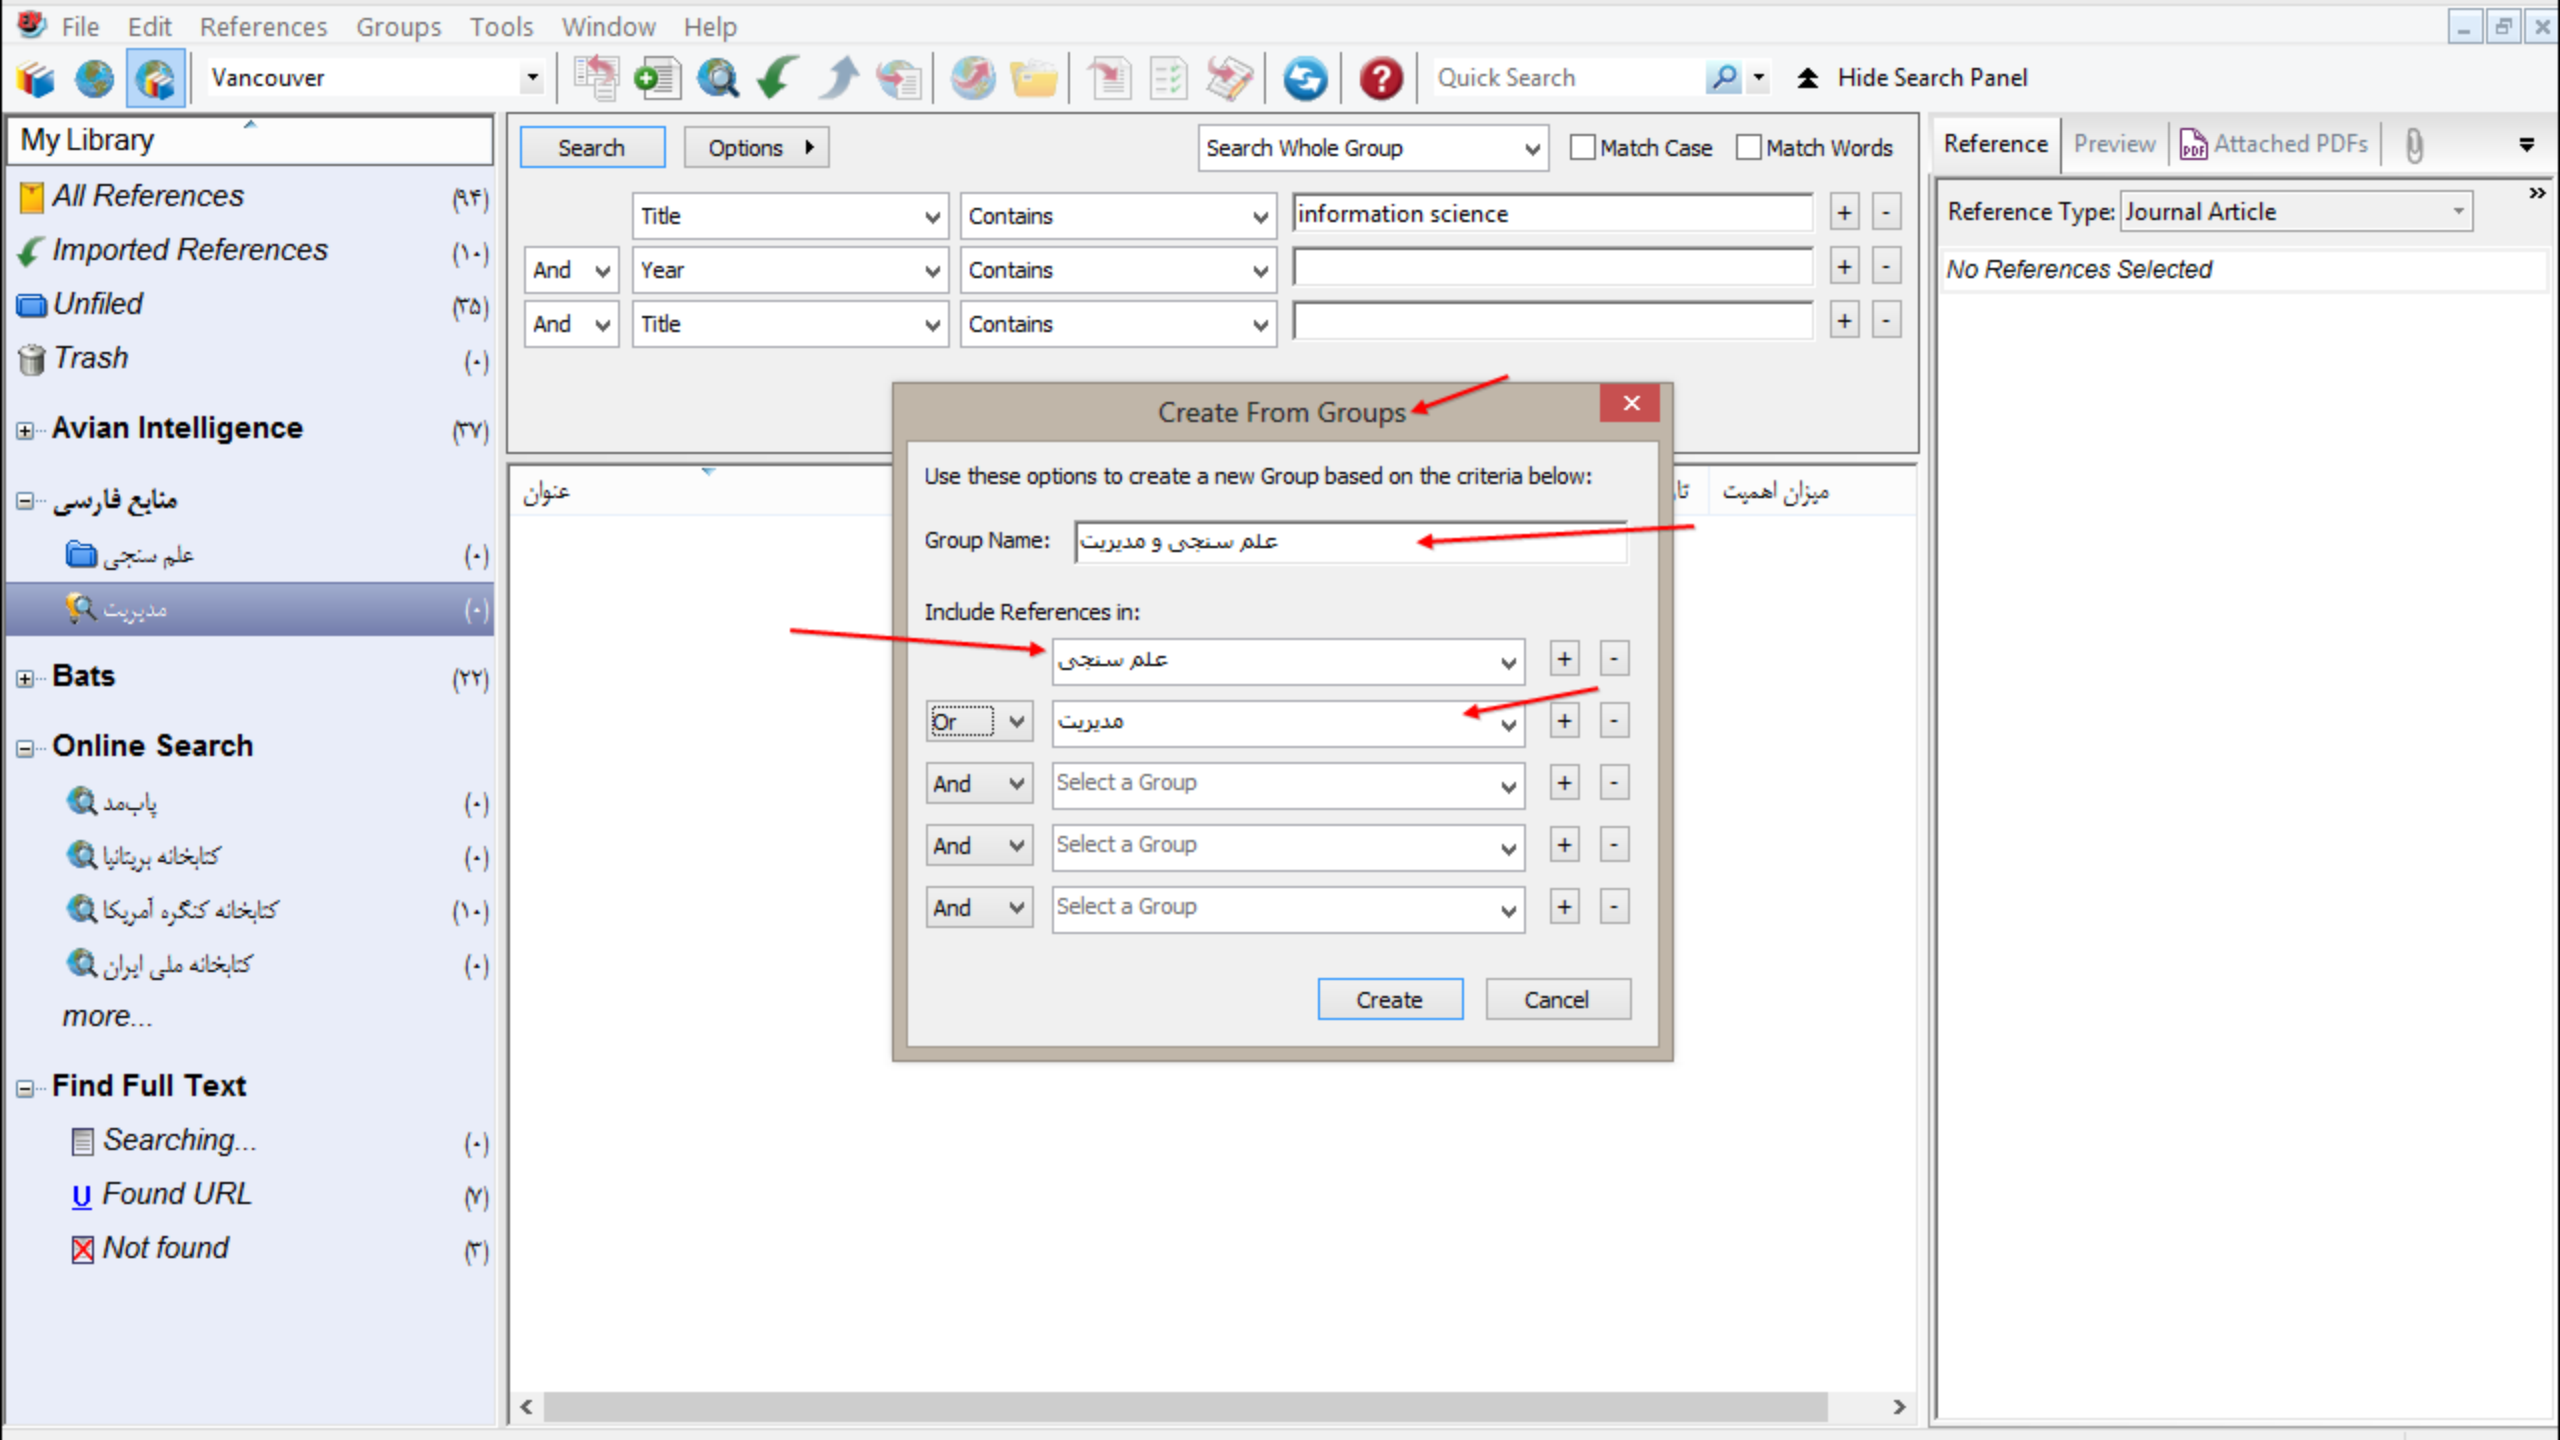 File Edit References Groups Tools Window Help
Vancouver Quick Search Hide Search Panel
My Library
All References (۹۴)
Imported References (۱۰)
Unfiled (۳۵)
Trash (۰)
Avian Intelligence (۳۷)
منابع فارسی
علم سنجی (۰)
مدیریت (۰)
Bats (۲۲)
Online Search
پاب‌مد (۰)
کتابخانه بریتانیا (۰)
کتابخانه کنگره آمریکا (۱۰)
کتابخانه ملی ایران (۰)
more...
Find Full Text
Searching... (۰)
Found URL (۷)
Not found (۳)
Search Options Search Whole Group Match Case Match Words
Title Contains information science + -
And Year Contains + -
And Title Contains + -
عنوان
تا
میزان اهمیت
Create From Groups
Use these options to create a new Group based on the criteria below:
Group Name: علم سنجی و مدیریت
Include References in:
علم سنجی + -
Or مدیریت + -
And Select a Group + -
And Select a Group + -
And Select a Group + -
Create Cancel
Reference Preview PDF Attached PDFs
Reference Type: Journal Article
No References Selected